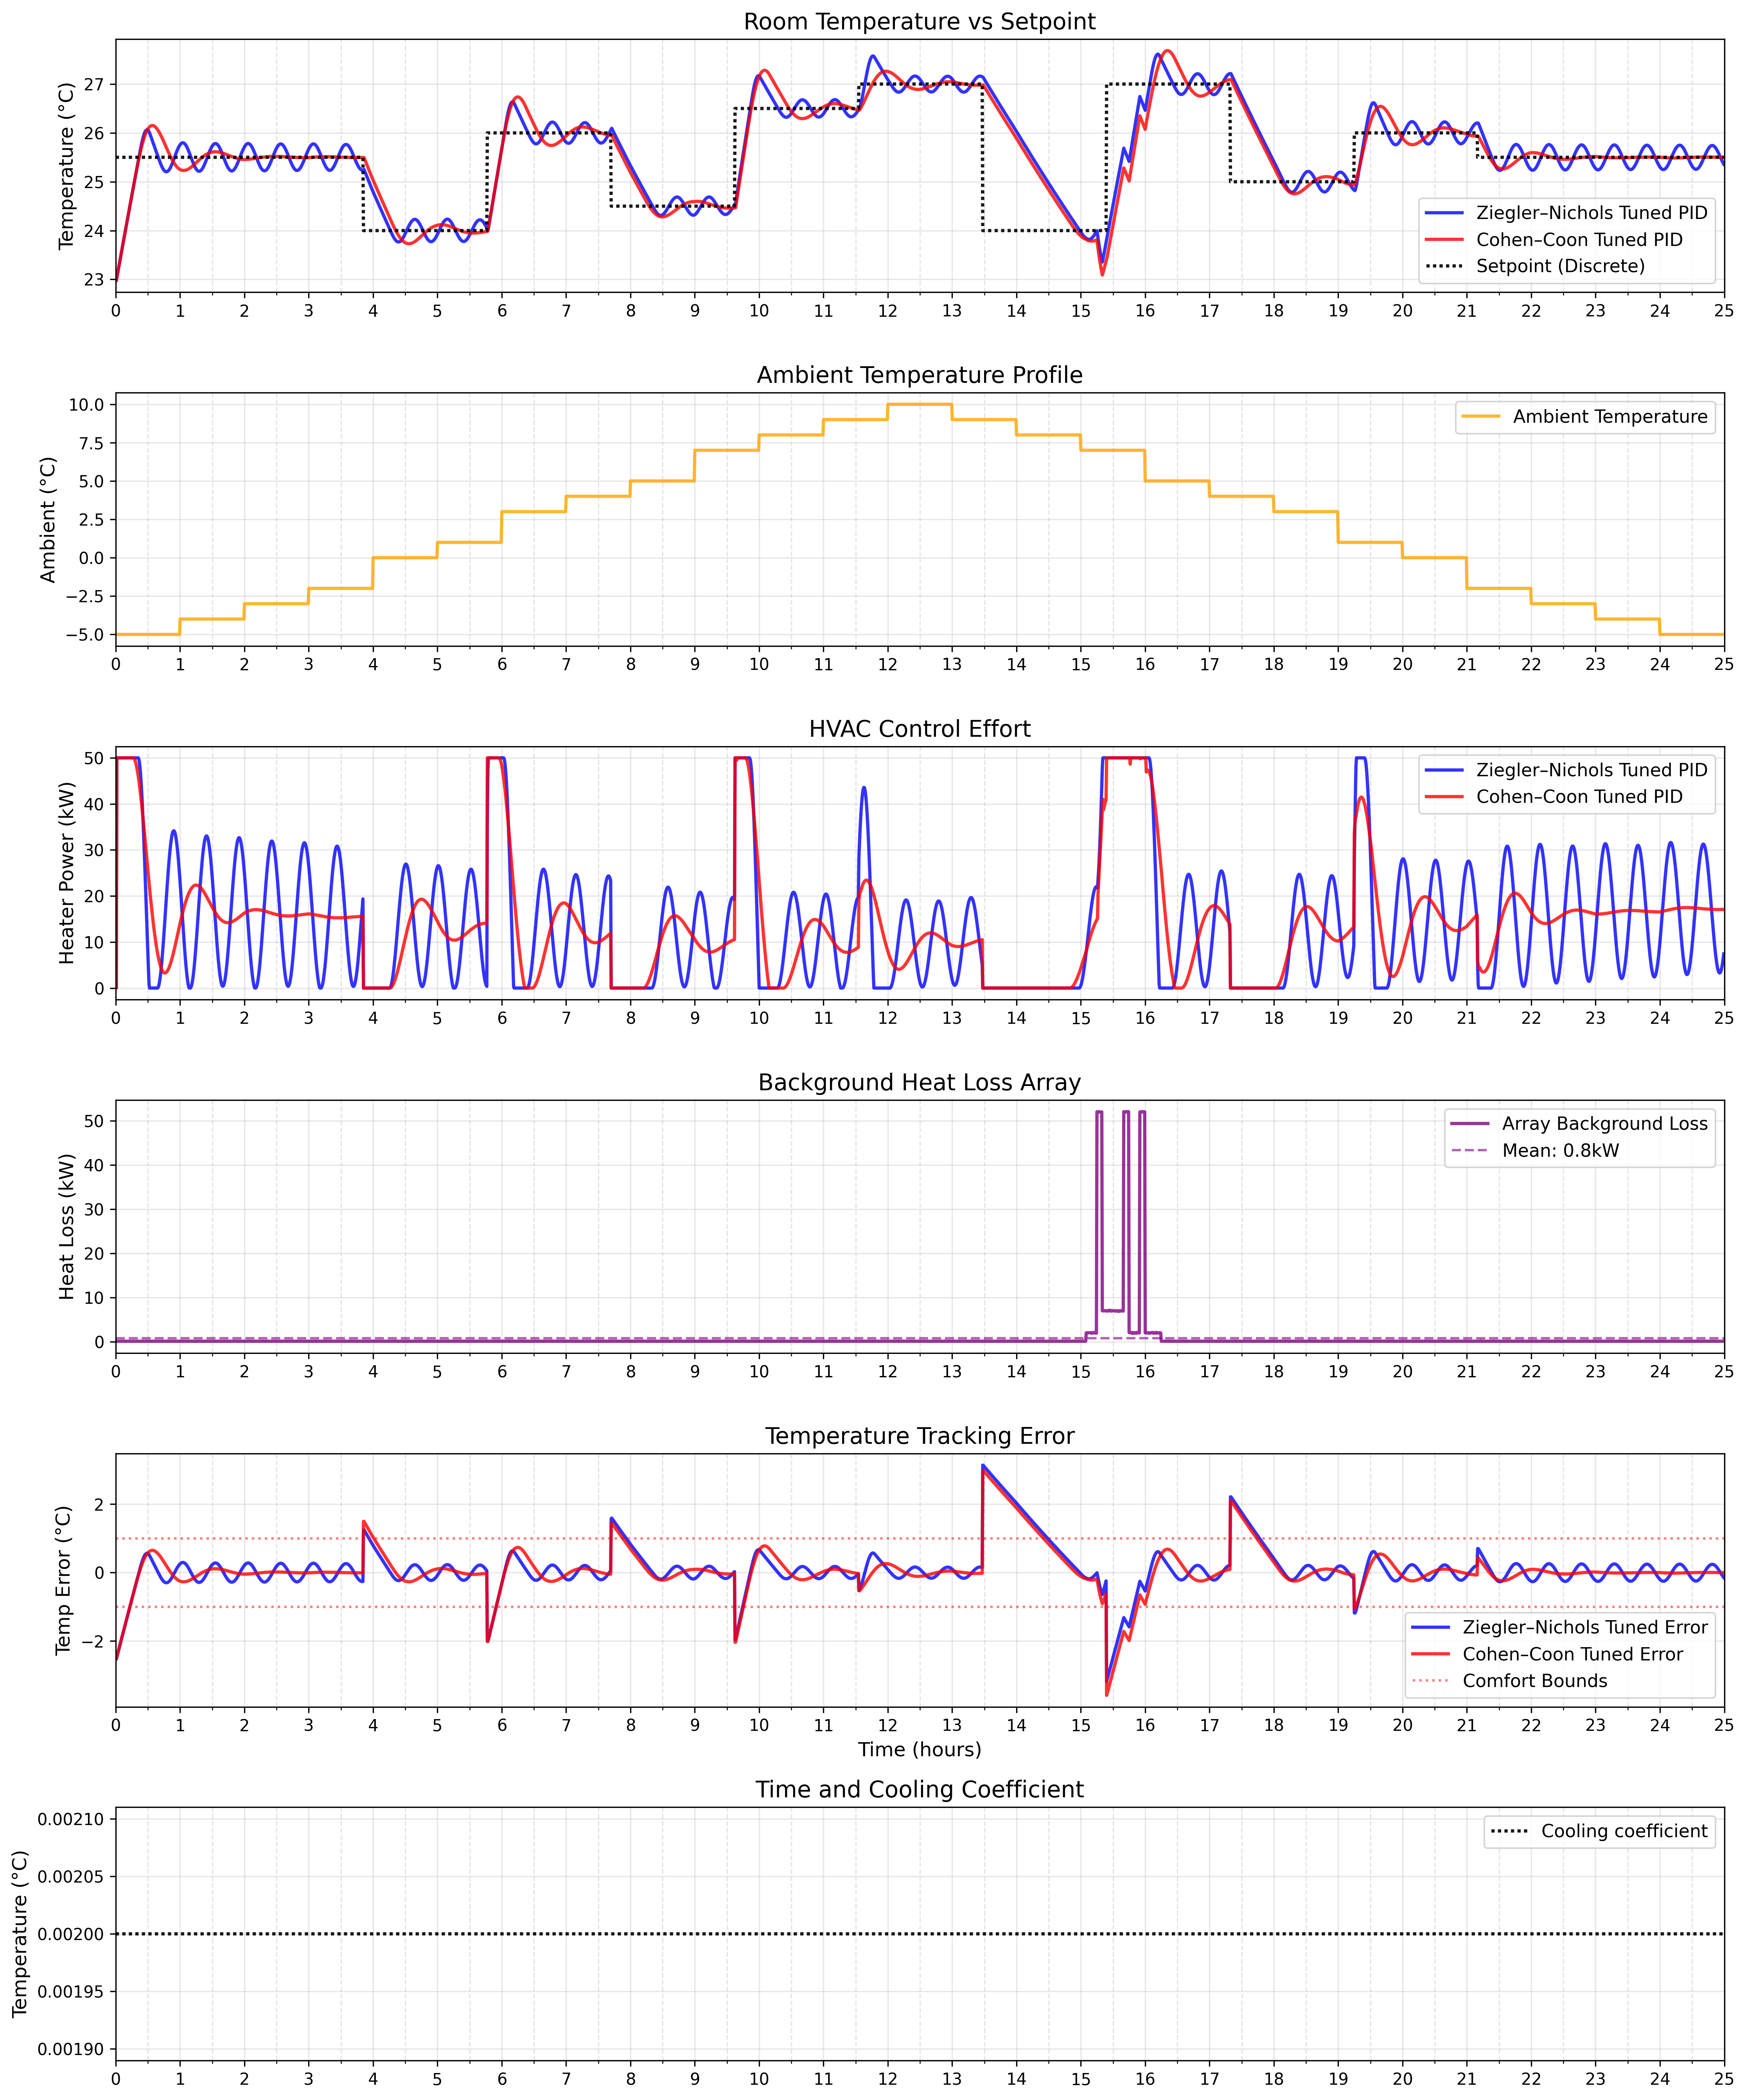 Room Temperature vs Setpoint
Temperature (°C)
27
26
25
24
23
Ziegler–Nichols Tuned PID
Cohen–Coon Tuned PID
Setpoint (Discrete)
0 1 2 3 4 5 6 7 8 9 10 11 12 13 14 15 16 17 18 19 20 21 22 23 24 25
Ambient Temperature Profile
Ambient (°C)
10.0
7.5
5.0
2.5
0.0
−2.5
−5.0
Ambient Temperature
0 1 2 3 4 5 6 7 8 9 10 11 12 13 14 15 16 17 18 19 20 21 22 23 24 25
HVAC Control Effort
Heater Power (kW)
50
40
30
20
10
0
Ziegler–Nichols Tuned PID
Cohen–Coon Tuned PID
0 1 2 3 4 5 6 7 8 9 10 11 12 13 14 15 16 17 18 19 20 21 22 23 24 25
Background Heat Loss Array
Heat Loss (kW)
50
40
30
20
10
0
Array Background Loss
Mean: 0.8kW
0 1 2 3 4 5 6 7 8 9 10 11 12 13 14 15 16 17 18 19 20 21 22 23 24 25
Temperature Tracking Error
Temp Error (°C)
2
0
−2
Ziegler–Nichols Tuned Error
Cohen–Coon Tuned Error
Comfort Bounds
0 1 2 3 4 5 6 7 8 9 10 11 12 13 14 15 16 17 18 19 20 21 22 23 24 25
Time (hours)
Time and Cooling Coefficient
Temperature (°C)
0.00210
0.00205
0.00200
0.00195
0.00190
Cooling coefficient
0 1 2 3 4 5 6 7 8 9 10 11 12 13 14 15 16 17 18 19 20 21 22 23 24 25